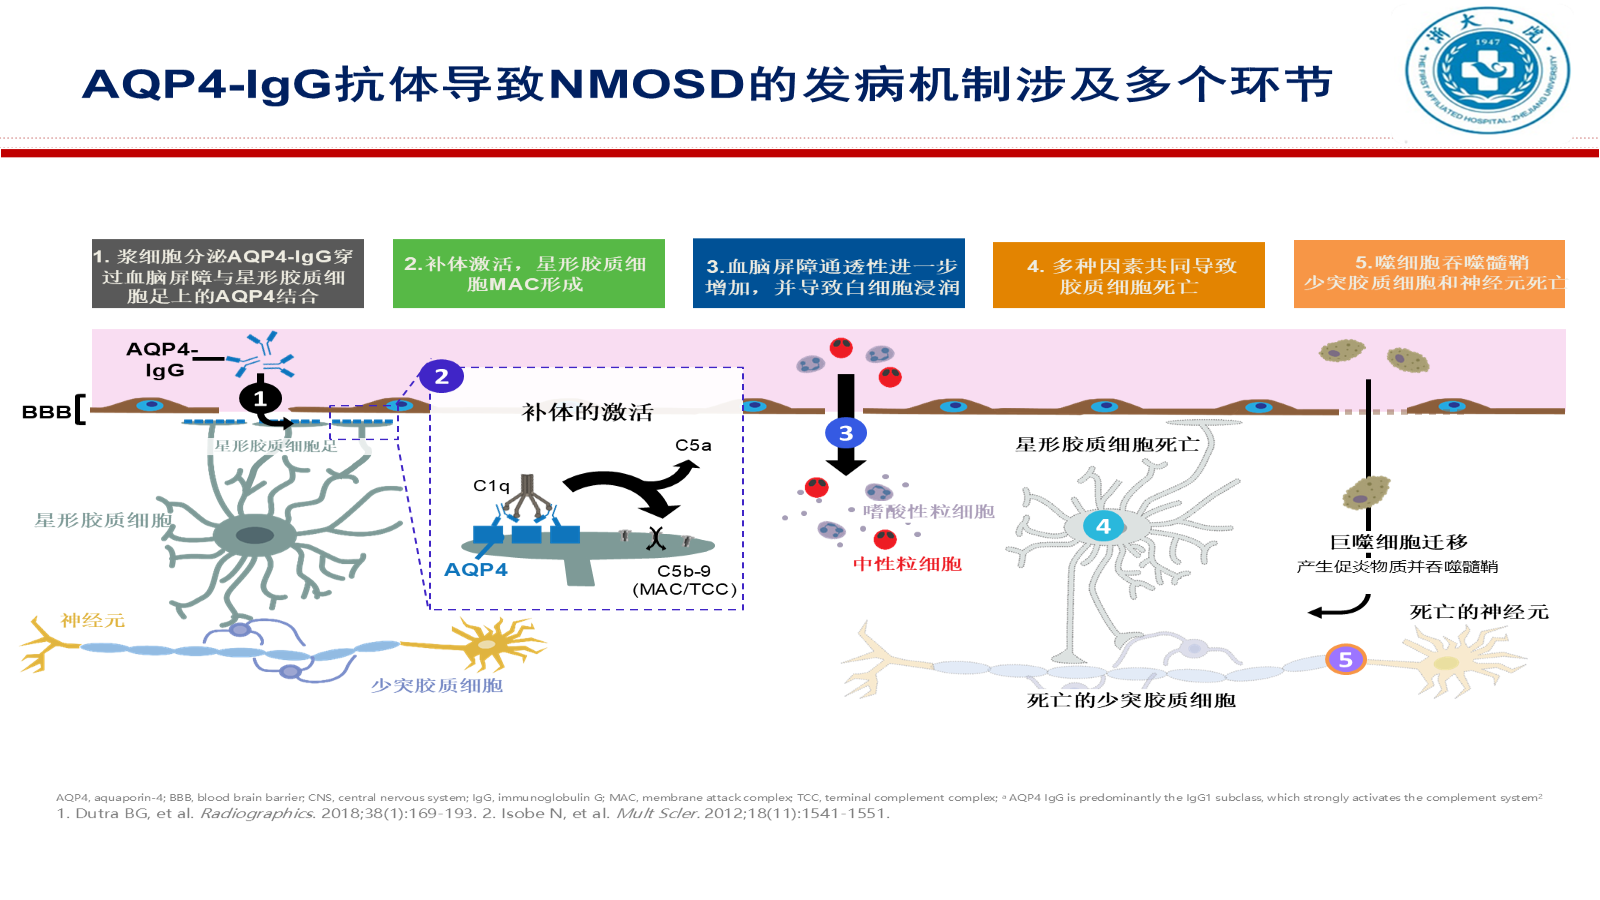 AQP4-IgG抗体导致NMOSD的发病机制涉及多个环节
浙大一院
1947
THE FIRST AFFILIATED HOSPITAL, ZHEJIANG UNIVERSITY
1. 浆细胞分泌AQP4-IgG穿
过血脑屏障与星形胶质细
胞足上的AQP4结合
2.补体激活，星形胶质细
胞MAC形成
3.血脑屏障通透性进一步
增加，并导致白细胞浸润
4. 多种因素共同导致
胶质细胞死亡
5.噬细胞吞噬髓鞘
少突胶质细胞和神经元死亡
AQP4-
IgG
BBB
1
2
3
星形胶质细胞足
星形胶质细胞
补体的激活
C5a
C1q
AQP4
C5b-9
(MAC/TCC)
嗜酸性粒细胞
中性粒细胞
星形胶质细胞死亡
4
巨噬细胞迁移
产生促炎物质并吞噬髓鞘
死亡的神经元
5
神经元
少突胶质细胞
死亡的少突胶质细胞
AQP4, aquaporin-4; BBB, blood brain barrier; CNS, central nervous system; IgG, immunoglobulin G; MAC, membrane attack complex; TCC, terminal complement complex; ᵃ AQP4 IgG is predominantly the IgG1 subclass, which strongly activates the complement system²
1. Dutra BG, et al. Radiographics. 2018;38(1):169-193. 2. Isobe N, et al. Mult Scler. 2012;18(11):1541-1551.